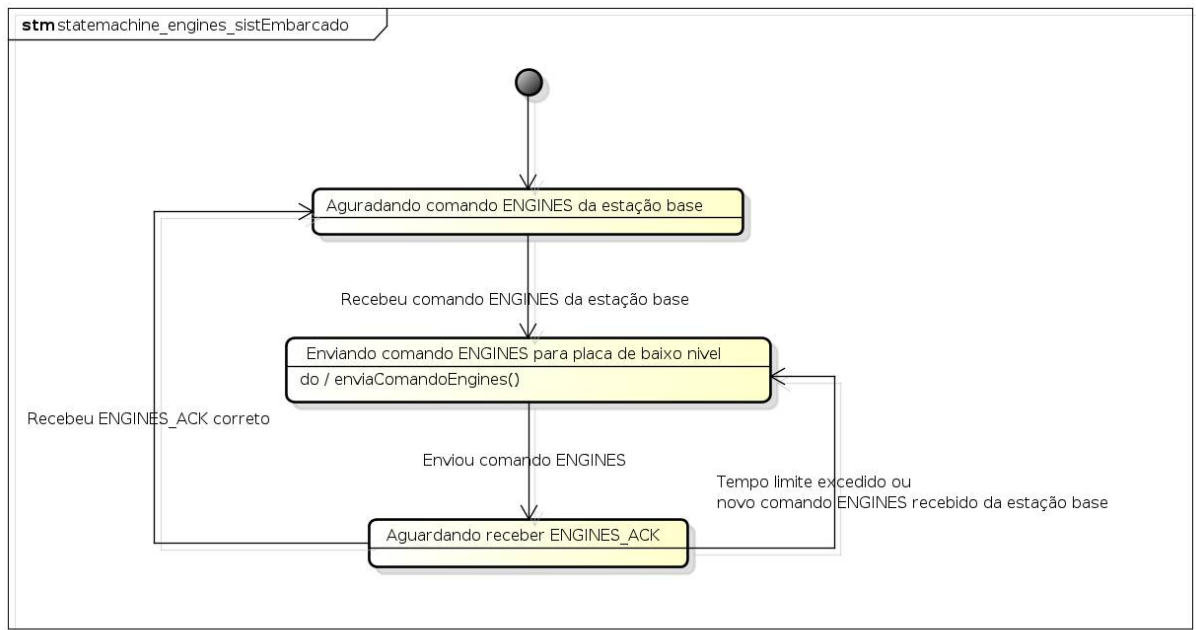 stm statemachine_engines_sistEmbarcado
Aguradando comando ENGINES da estação base
Recebeu comando ENGINES da estação base
Enviando comando ENGINES para placa de baixo nivel
do / enviaComandoEngines()
Recebeu ENGINES_ACK correto
Enviou comando ENGINES
Tempo limite excedido ou
novo comando ENGINES recebido da estação base
Aguardando receber ENGINES_ACK